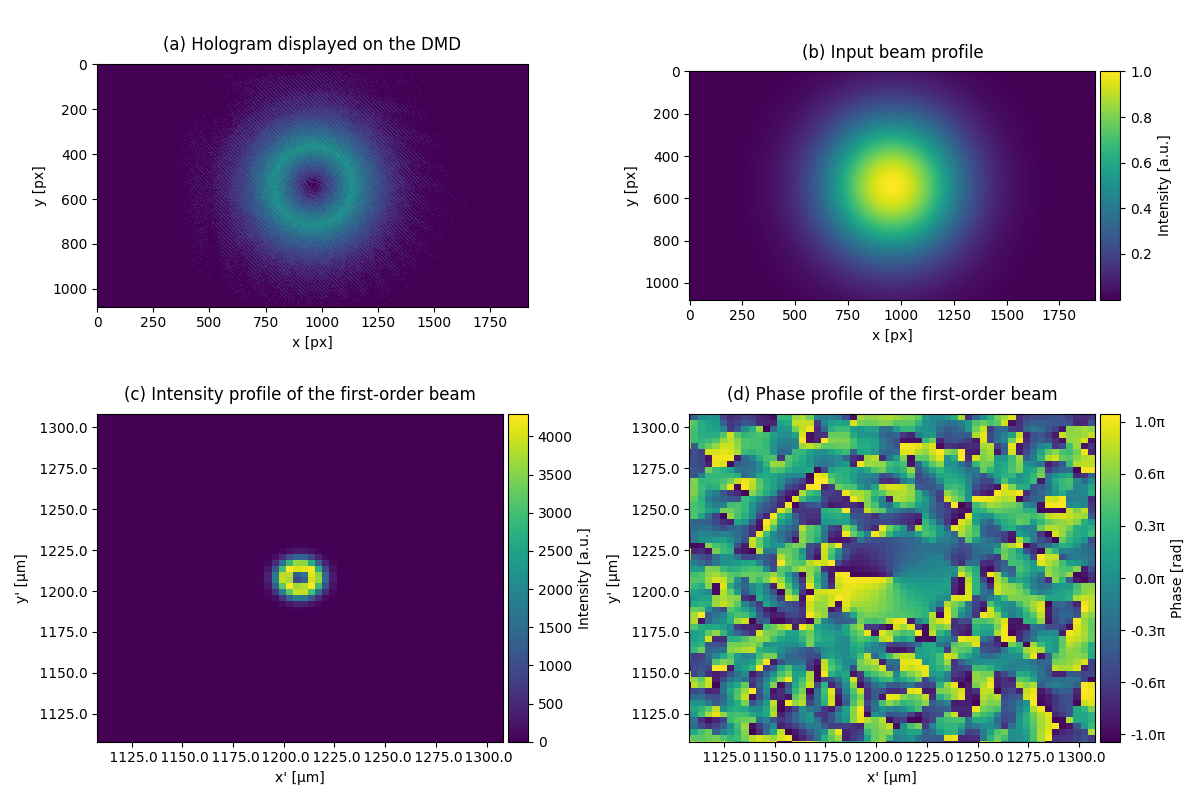 (a) Hologram displayed on the DMD
0
200
400
600
800
1000
y [px]
0 250 500 750 1000 1250 1500 1750
x [px]
(b) Input beam profile
0
200
400
600
800
1000
y [px]
0 250 500 750 1000 1250 1500 1750
x [px]
1.0
0.8
0.6
0.4
0.2
Intensity [a.u.]
(c) Intensity profile of the first-order beam
1300.0
1275.0
1250.0
1225.0
1200.0
1175.0
1150.0
1125.0
y' [µm]
1125.0 1150.0 1175.0 1200.0 1225.0 1250.0 1275.0 1300.0
x' [µm]
4000
3500
3000
2500
2000
1500
1000
500
0
Intensity [a.u.]
(d) Phase profile of the first-order beam
1300.0
1275.0
1250.0
1225.0
1200.0
1175.0
1150.0
1125.0
y' [µm]
1125.0 1150.0 1175.0 1200.0 1225.0 1250.0 1275.0 1300.0
x' [µm]
1.0π
0.6π
0.3π
0.0π
-0.3π
-0.6π
-1.0π
Phase [rad]